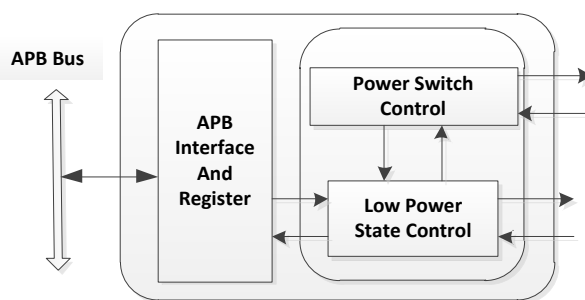 APB Bus
APB
Interface
And
Register
Power Switch
Control
Low Power
State Control